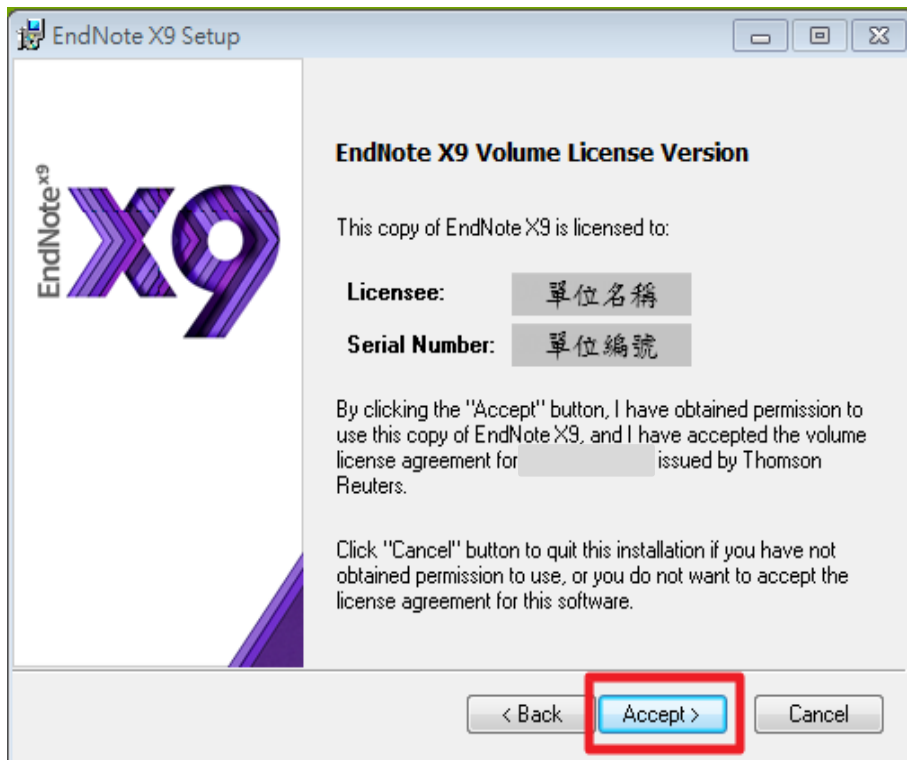 EndNote X9 Setup
EndNote X9
X9
EndNote X9 Volume License Version
This copy of EndNote X9 is licensed to:
Licensee: 單位名稱
Serial Number: 單位編號
By clicking the "Accept" button, I have obtained permission to
use this copy of EndNote X9, and I have accepted the volume
license agreement for issued by Thomson
Reuters.
Click "Cancel" button to quit this installation if you have not
obtained permission to use, or you do not want to accept the
license agreement for this software.
< Back Accept > Cancel